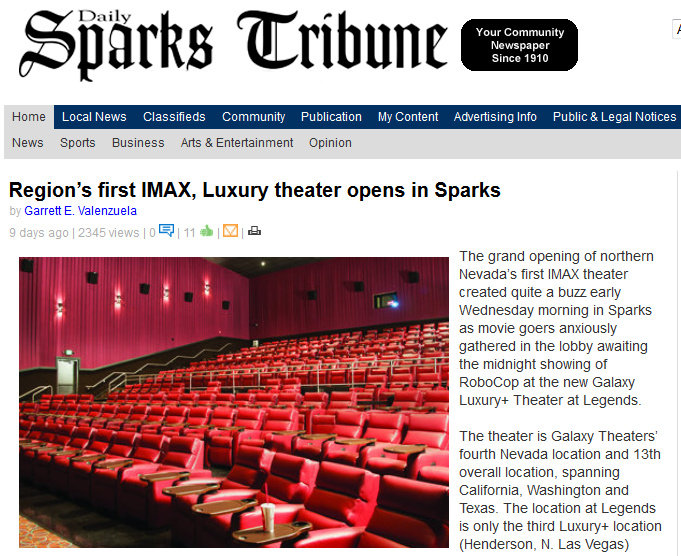 Daily
Sparks Tribune
Your Community
Newspaper
Since 1910
A
Home Local News Classifieds Community Publication My Content Advertising Info Public & Legal Notices
News Sports Business Arts & Entertainment Opinion
Region's first IMAX, Luxury theater opens in Sparks
by Garrett E. Valenzuela
9 days ago | 2345 views | 0 | 11 | |
The grand opening of northern
Nevada's first IMAX theater
created quite a buzz early
Wednesday morning in Sparks
as movie goers anxiously
gathered in the lobby awaiting
the midnight showing of
RoboCop at the new Galaxy
Luxury+ Theater at Legends.
The theater is Galaxy Theaters'
fourth Nevada location and 13th
overall location, spanning
California, Washington and
Texas. The location at Legends
is only the third Luxury+ location
(Henderson, N. Las Vegas)